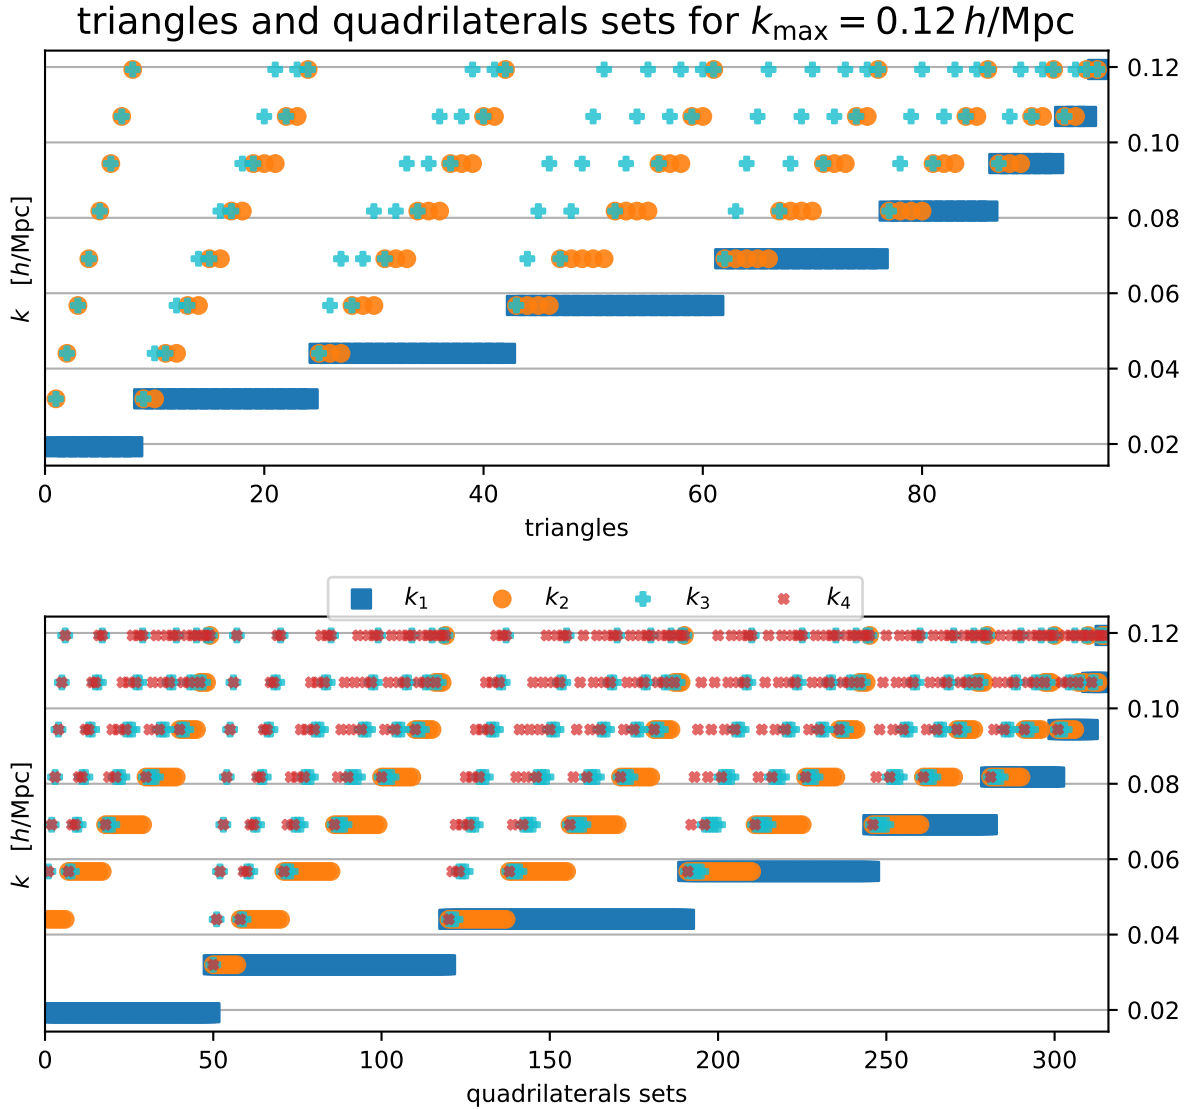 triangles and quadrilaterals sets for k_max = 0.12 h/Mpc
0.12
0.10
0.08
0.06
0.04
0.02
k [h/Mpc]
0 20 40 60 80
triangles
k_1 k_2 k_3 k_4
0.12
0.10
0.08
0.06
0.04
0.02
k [h/Mpc]
0 50 100 150 200 250 300
quadrilaterals sets